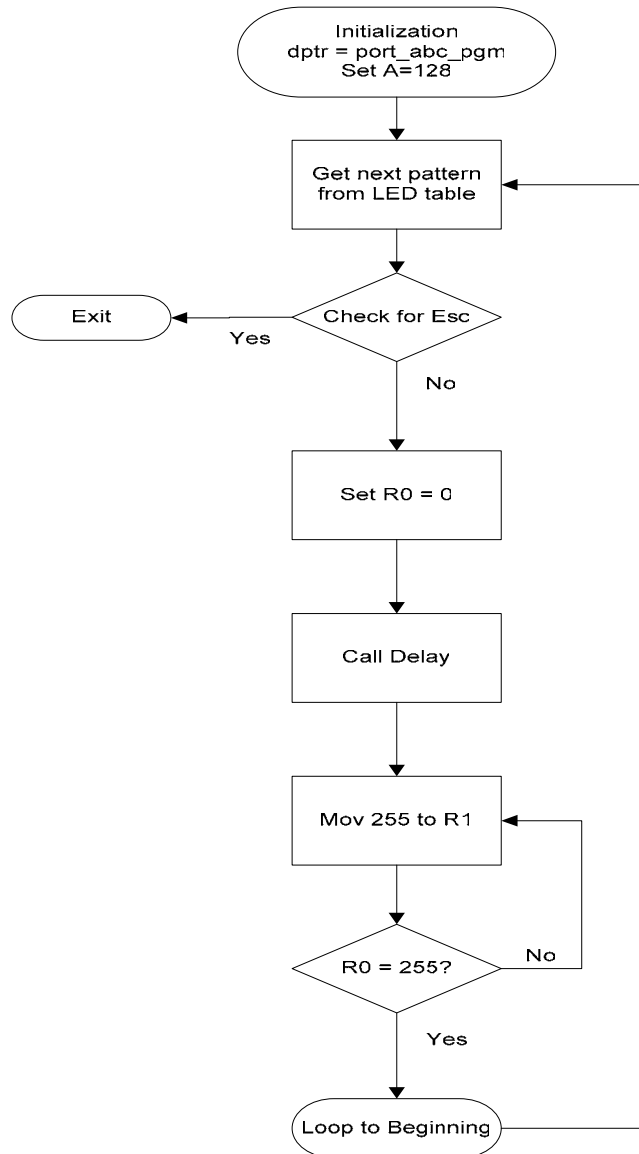 Initialization
dptr = port_abc_pgm
Set A=128
Get next pattern
from LED table
Check for Esc
Exit
Yes
No
Set R0 = 0
Call Delay
Mov 255 to R1
R0 = 255?
No
Yes
Loop to Beginning